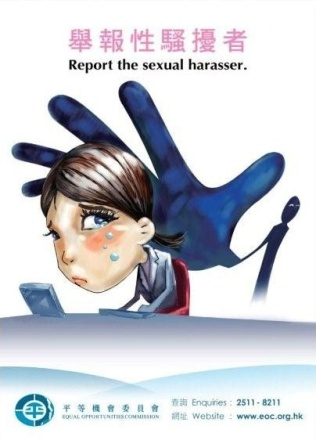 舉報性騷擾者
Report the sexual harasser.
平等機會委員會
EQUAL OPPORTUNITIES COMMISSION
查詢 Enquiries : 2511 - 8211
網址 Website : www.eoc.org.hk